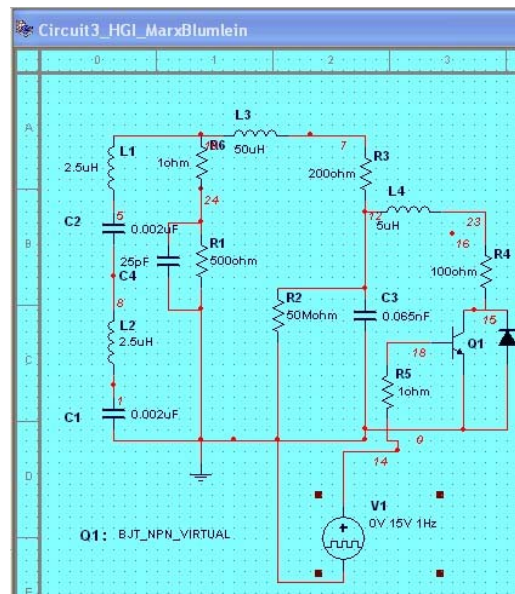 Circuit3_HGI_MarxBlumlein
0 1 2 3
A
B
C
D
L3
50uH
7
L1
2.5uH
R6
1ohm
24
R3
200ohm
L4
5uH
12
23
16
5
C2
0.002uF
25pF
C4
R1
500ohm
R4
100ohm
8
L2
2.5uH
R2
50Mohm
C3
0.065nF
15
Q1
18
R5
1ohm
1
C1
0.002uF
0
14
V1
0V 15V 1Hz
Q1: BJT_NPN_VIRTUAL